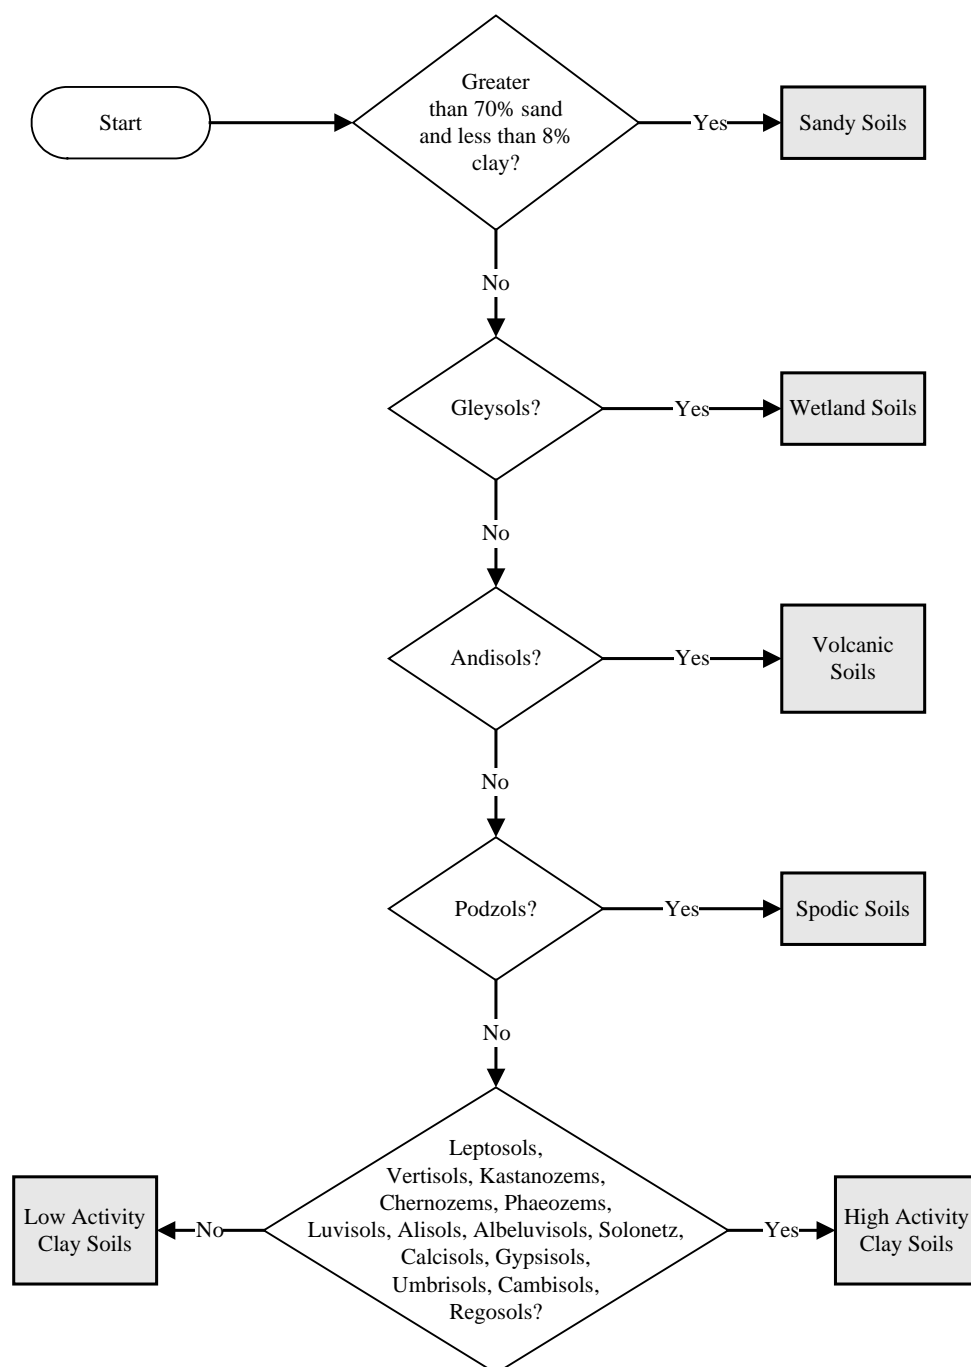 Start
Greater
than 70% sand
and less than 8%
clay?
Yes
Sandy Soils
No
Gleysols?
Yes
Wetland Soils
No
Andisols?
Yes
Volcanic
Soils
No
Podzols?
Yes
Spodic Soils
No
Leptosols,
Vertisols, Kastanozems,
Chernozems, Phaeozems,
Luvisols, Alisols, Albeluvisols, Solonetz,
Calcisols, Gypsisols,
Umbrisols, Cambisols,
Regosols?
No
Low Activity
Clay Soils
Yes
High Activity
Clay Soils